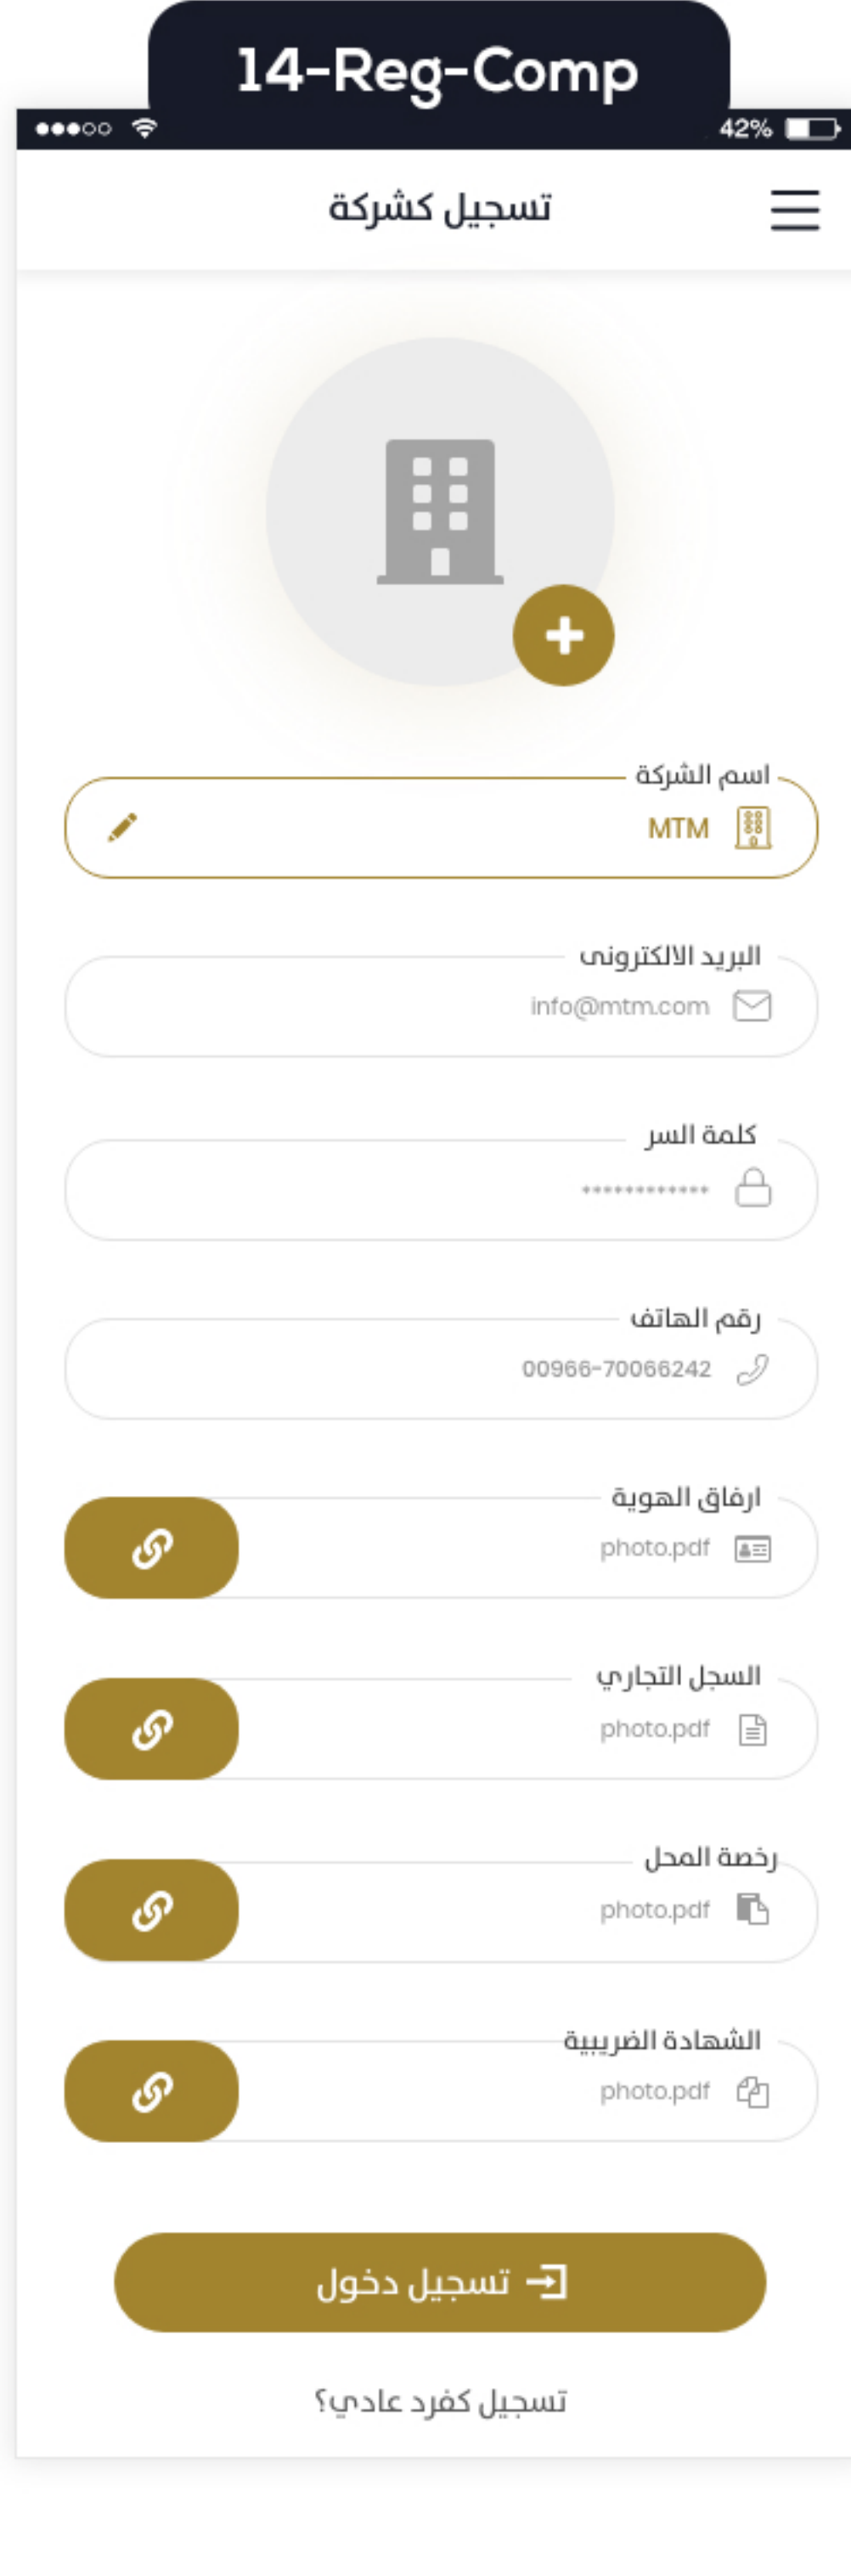 14-Reg-Comp
42%
تسجيل كشركة
اسم الشركة
MTM
البريد الالكترونى
info@mtm.com
كلمة السر
************
رقم الهاتف
00966-70066242
ارفاق الهوية
photo.pdf
السجل التجاري
photo.pdf
رخصة المحل
photo.pdf
الشهادة الضريبية
photo.pdf
تسجيل دخول
تسجيل كفرد عادي؟